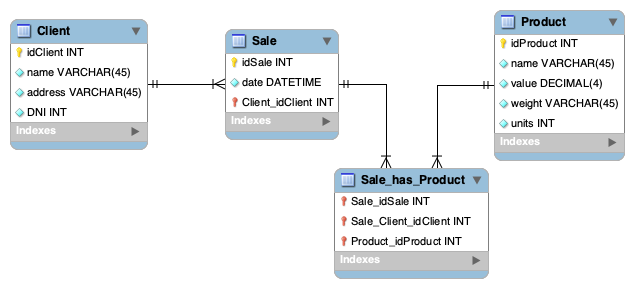 Client
idClient INT
name VARCHAR(45)
address VARCHAR(45)
DNI INT
Indexes
Sale
idSale INT
date DATETIME
Client_idClient INT
Indexes
Product
idProduct INT
name VARCHAR(45)
value DECIMAL(4)
weight VARCHAR(45)
units INT
Indexes
Sale_has_Product
Sale_idSale INT
Sale_Client_idClient INT
Product_idProduct INT
Indexes